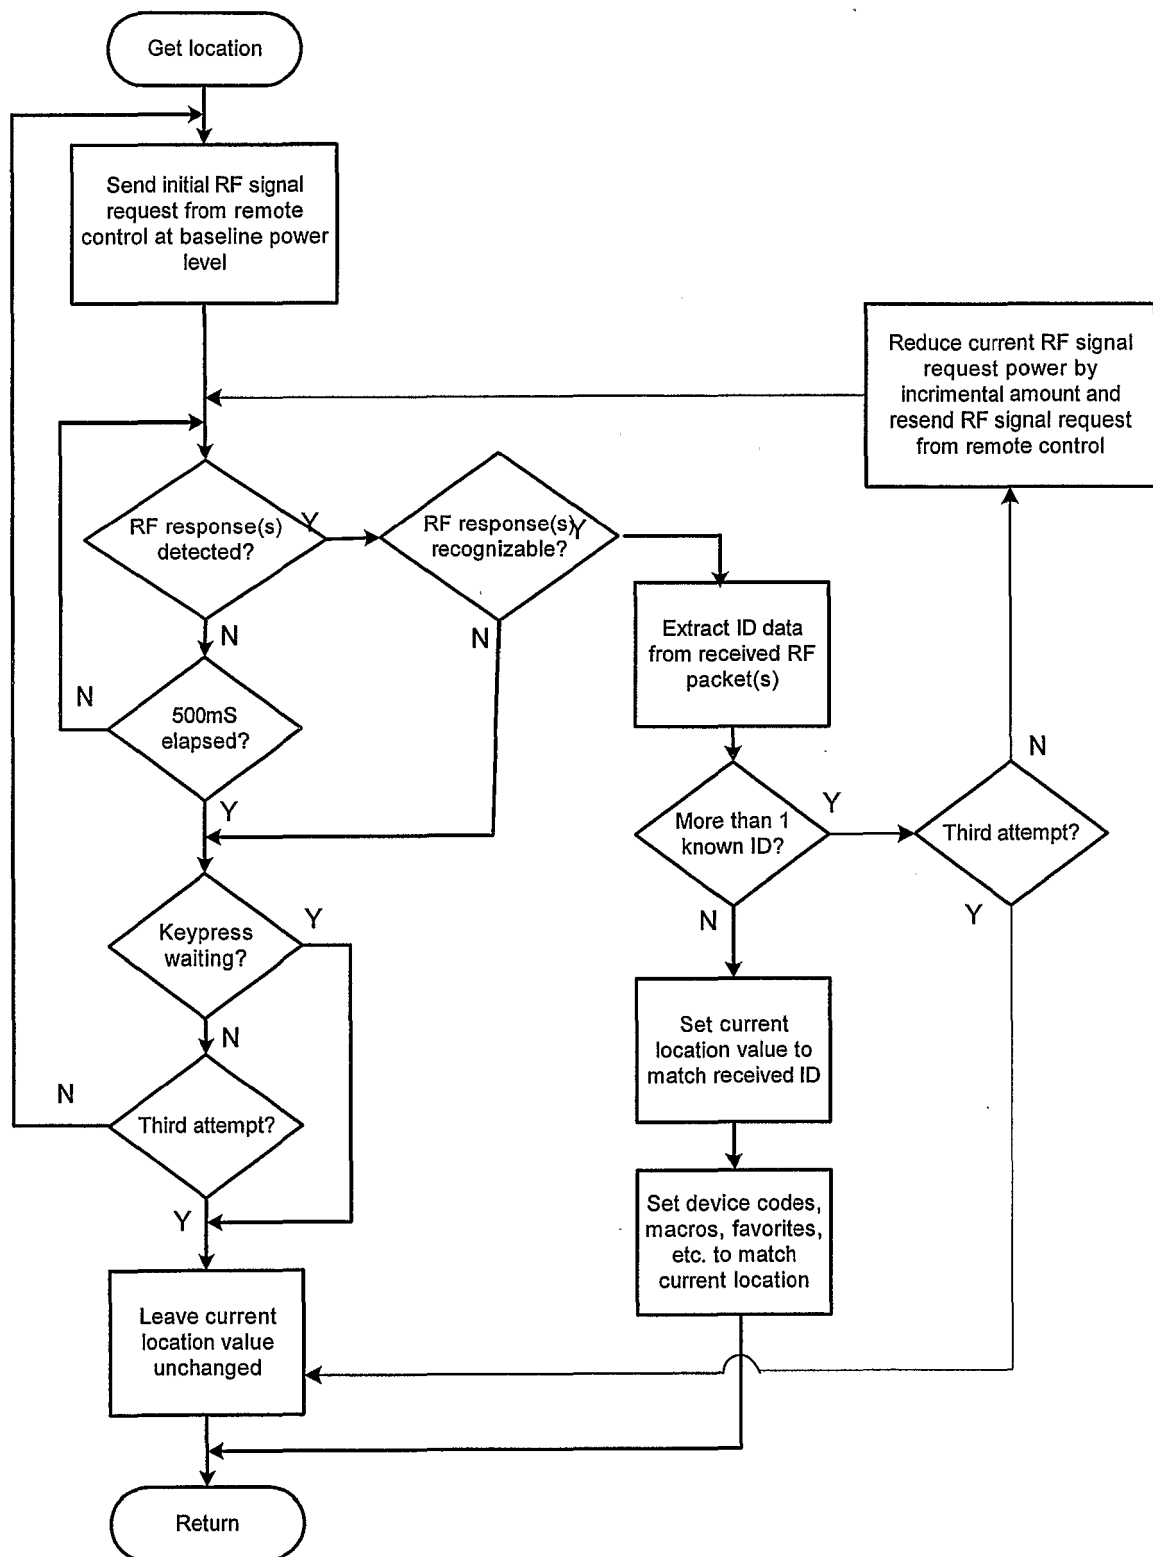 Get location
Send initial RF signal
request from remote
control at baseline power
level
Reduce current RF signal
request power by
incrimental amount and
resend RF signal request
from remote control
RF response(s)
detected?
Y
RF response(s)
recognizable?
Y
N
N
Extract ID data
from received RF
packet(s)
500mS
elapsed?
N
Y
More than 1
known ID?
Y
N
Third attempt?
N
Y
Keypress
waiting?
Y
N
Set current
location value to
match received ID
Third attempt?
N
Y
Set device codes,
macros, favorites,
etc. to match
current location
Leave current
location value
unchanged
Return